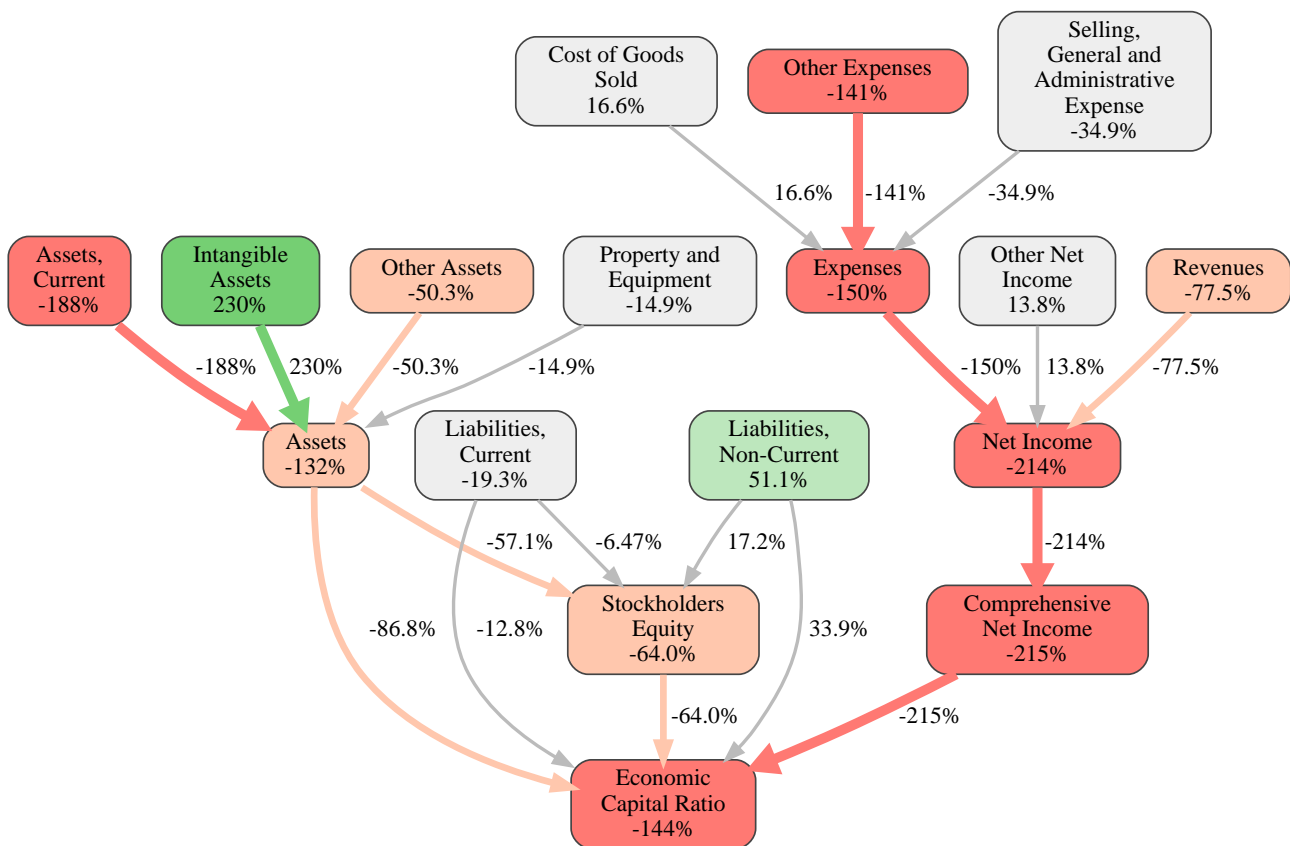 Cost of Goods
Sold
16.6%
Other Expenses
-141%
Selling,
General and
Administrative
Expense
-34.9%
16.6%
-141%
-34.9%
Assets,
Current
-188%
Intangible
Assets
230%
Other Assets
-50.3%
Property and
Equipment
-14.9%
Expenses
-150%
Other Net
Income
13.8%
Revenues
-77.5%
-188%
230%
-50.3%
-14.9%
-150%
13.8%
-77.5%
Assets
-132%
Liabilities,
Current
-19.3%
Liabilities,
Non-Current
51.1%
Net Income
-214%
-57.1%
-6.47%
17.2%
-214%
Stockholders
Equity
-64.0%
Comprehensive
Net Income
-215%
-86.8%
-12.8%
33.9%
-64.0%
-215%
Economic
Capital Ratio
-144%